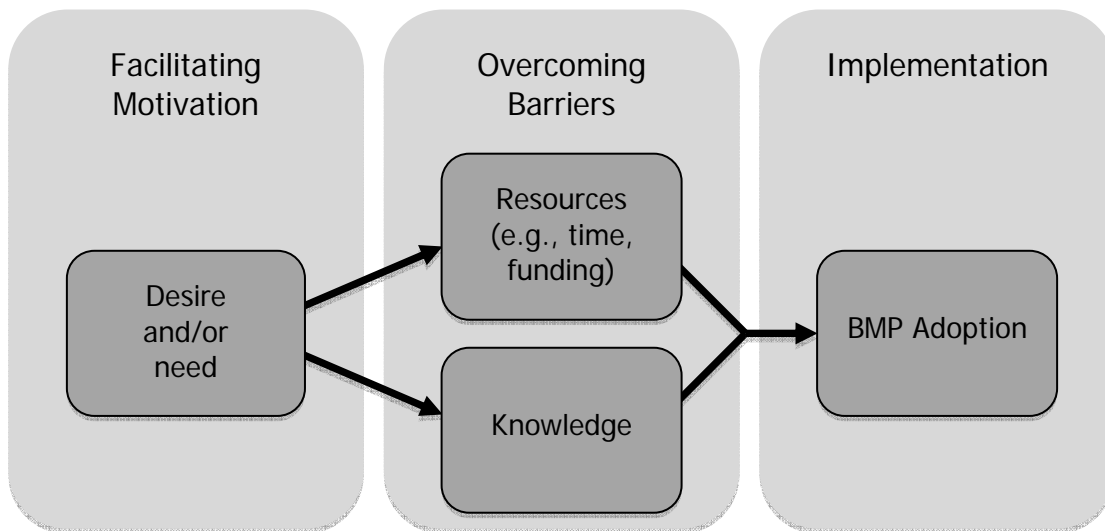 Facilitating
Motivation
Desire
and/or
need
Overcoming
Barriers
Resources
(e.g., time,
funding)
Knowledge
Implementation
BMP Adoption